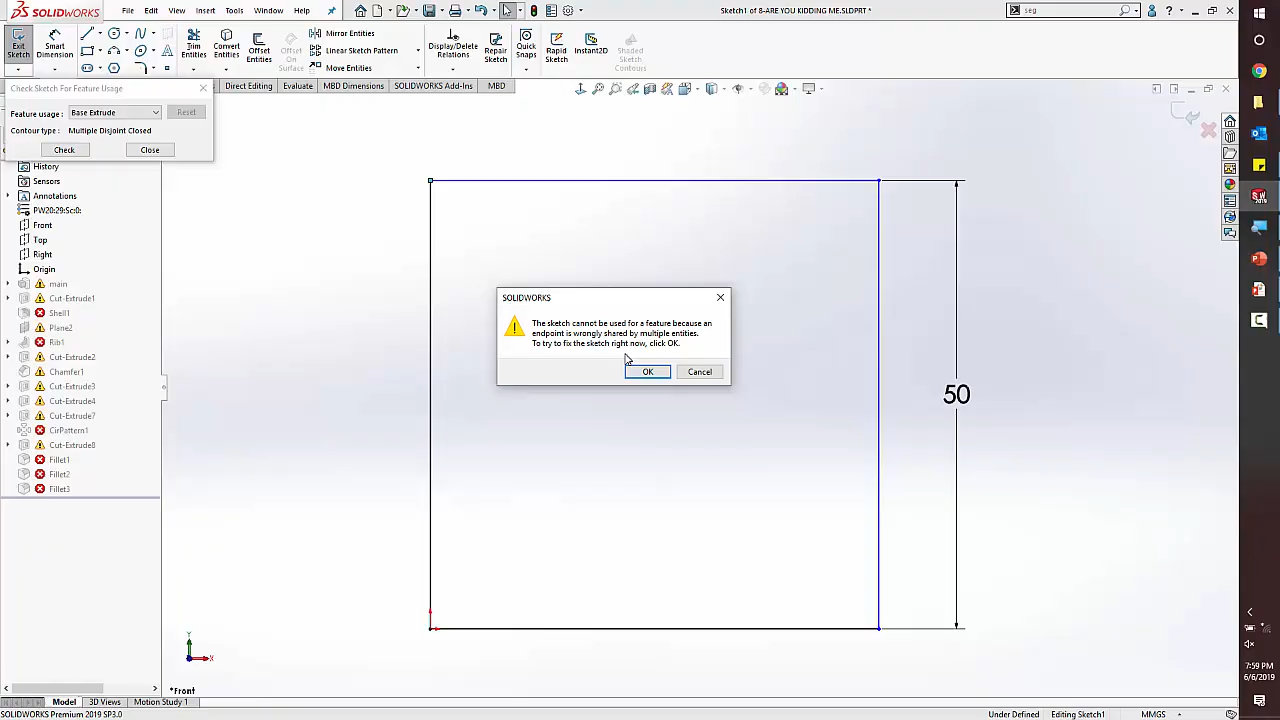 SOLIDWORKS File Edit View Insert Tools Window Help
Sketch1 of 8-ARE YOU KIDDING ME.SLDPRT *
seg
Exit Sketch
Smart Dimension
Trim Entities
Convert Entities
Offset Entities
Offset On Surface
Mirror Entities
Linear Sketch Pattern
Move Entities
Display/Delete Relations
Repair Sketch
Quick Snaps
Rapid Sketch
Instant2D
Shaded Sketch Contours
Direct Editing
Evaluate
MBD Dimensions
SOLIDWORKS Add-Ins
MBD
Check Sketch For Feature Usage
Feature usage : Base Extrude Reset
Contour type : Multiple Disjoint Closed
Check Close
History
Sensors
Annotations
PW20:29:Sc:0:
Front
Top
Right
Origin
main
Cut-Extrude1
Shell1
Plane2
Rib1
Cut-Extrude2
Chamfer1
Cut-Extrude3
Cut-Extrude4
Cut-Extrude7
CirPattern1
Cut-Extrude8
Fillet1
Fillet2
Fillet3
SOLIDWORKS
The sketch cannot be used for a feature because an
endpoint is wrongly shared by multiple entities.
To try to fix the sketch right now, click OK.
OK Cancel
50
Y
X
*Front
Model 3D Views Motion Study 1
SOLIDWORKS Premium 2019 SP3.0
Under Defined Editing Sketch1 MMGS
7:59 PM
6/6/2019